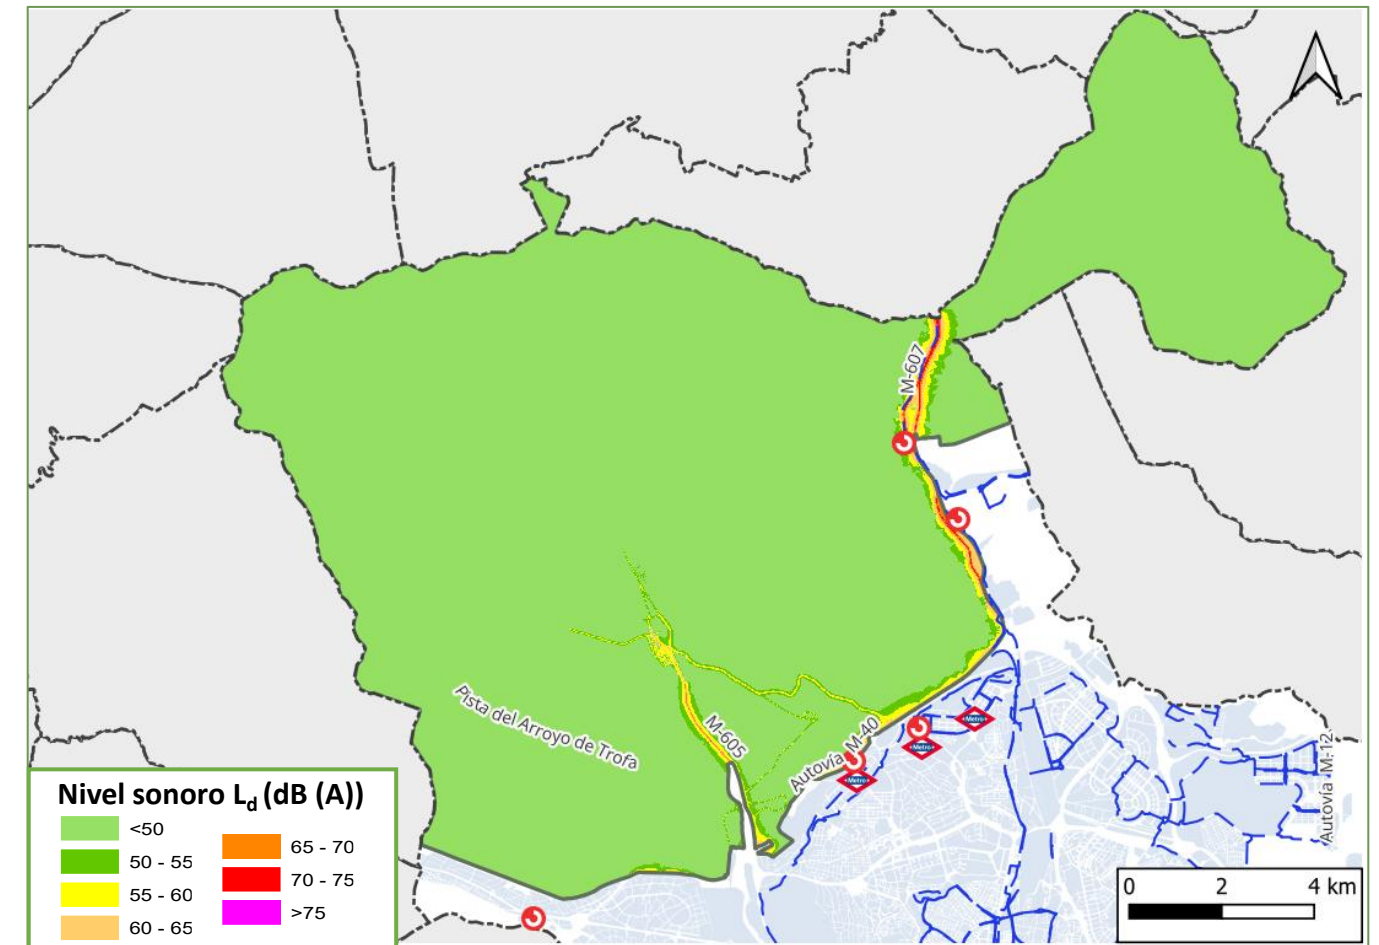 M-607
Pista del Arroyo de Trofa
M-605
Autovía M-40
Metro
Metro
Metro
Autovía M-12
Nivel sonoro Ld (dB (A))
<50
50 - 55
55 - 60
60 - 65
65 - 70
70 - 75
>75
0 2 4 km